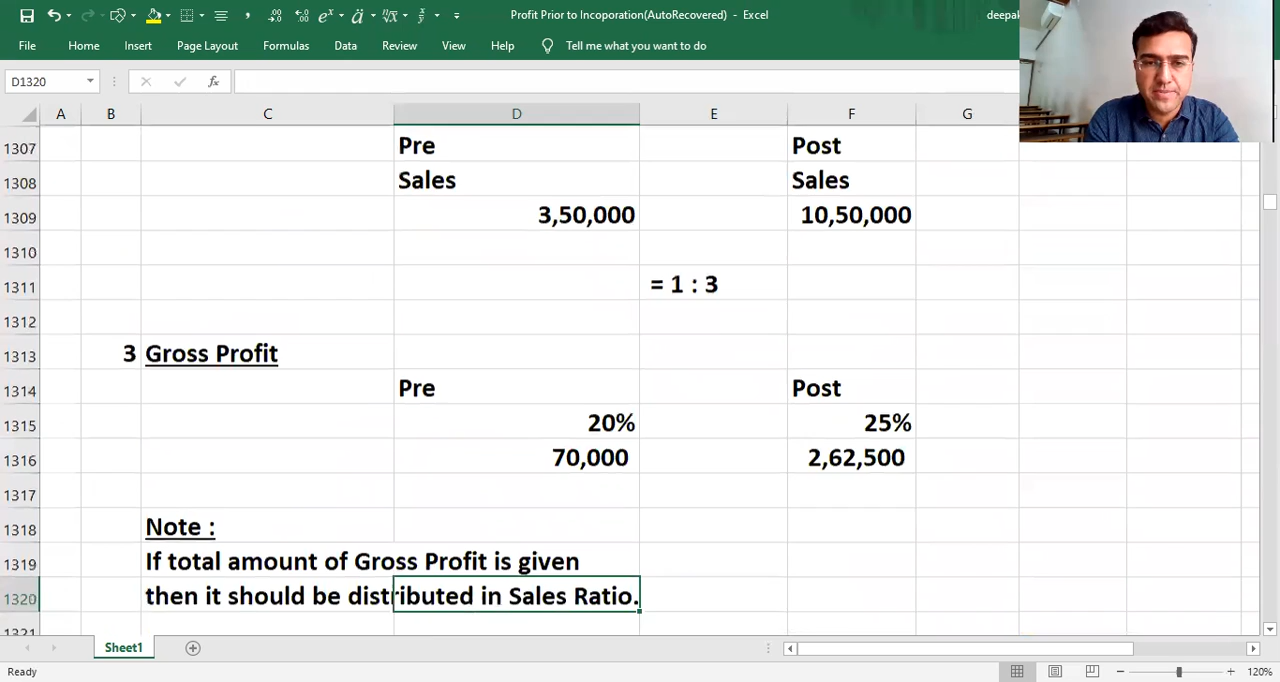 Profit Prior to Incoporation(AutoRecovered) - Excel
deepak
File Home Insert Page Layout Formulas Data Review View Help Tell me what you want to do
D1320 fx
A B C D E F G
1307 Pre Post
1308 Sales Sales
1309 3,50,000 10,50,000
1310
1311 = 1 : 3
1312
1313 3 Gross Profit
1314 Pre Post
1315 20% 25%
1316 70,000 2,62,500
1317
1318 Note :
1319 If total amount of Gross Profit is given
1320 then it should be distributed in Sales Ratio.
1321
Sheet1
Ready 120%